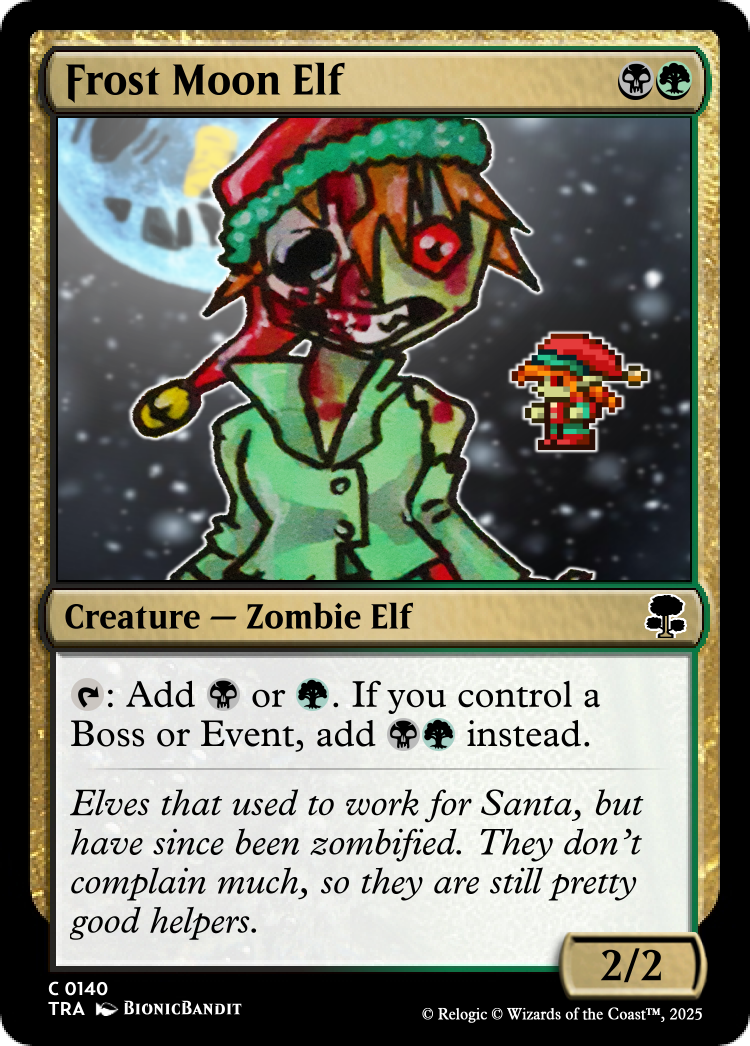 Frost Moon Elf
Creature — Zombie Elf
: Add or . If you control a
Boss or Event, add instead.
Elves that used to work for Santa, but
have since been zombified. They don't
complain much, so they are still pretty
good helpers.
2/2
C 0140
TRA BionicBandit
© Relogic © Wizards of the Coast™, 2025